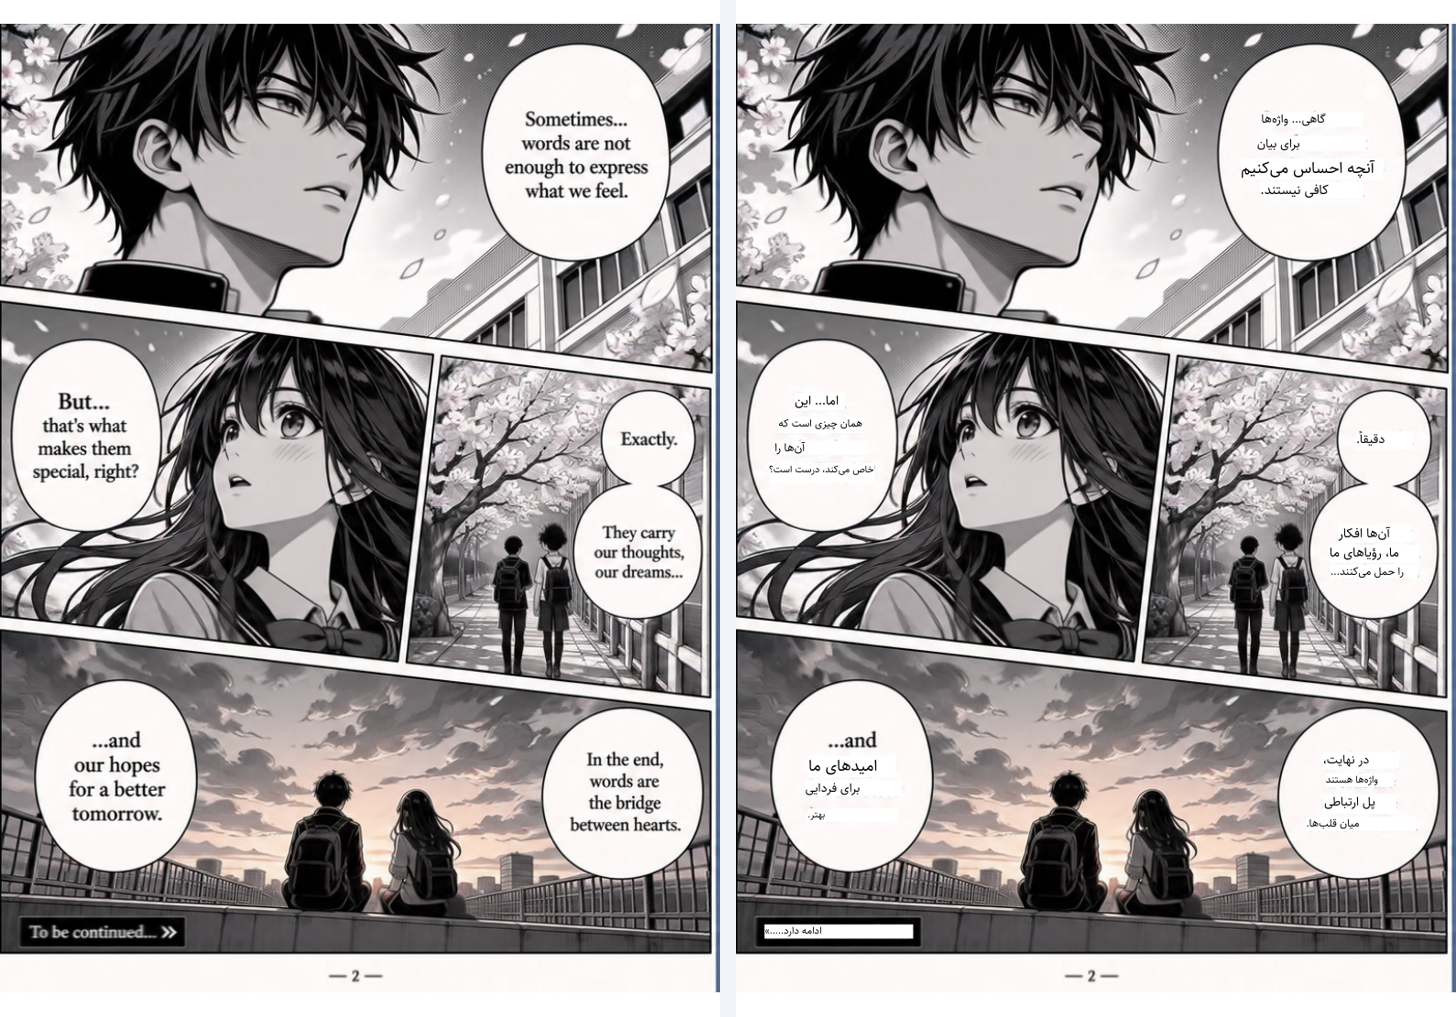 Sometimes...
words are not
enough to express
what we feel.
But...
that's what
makes them
special, right?
Exactly.
They carry
our thoughts,
our dreams...
...and
our hopes
for a better
tomorrow.
In the end,
words are
the bridge
between hearts.
To be continued... »
— 2 —
گاهی... واژه‌ها
برای بیان
آنچه احساس می‌کنیم
کافی نیستند.
اما... این
همان چیزی است که
آن‌ها را
خاص می‌کند، درست است؟
دقیقاً.
آن‌ها افکار
ما، رؤیاهای ما
را حمل می‌کنند...
...and
امیدهای ما
برای فردایی
بهتر.
در نهایت،
واژه‌ها هستند
پل ارتباطی
میان قلب‌ها.
ادامه دارد.....»
— 2 —